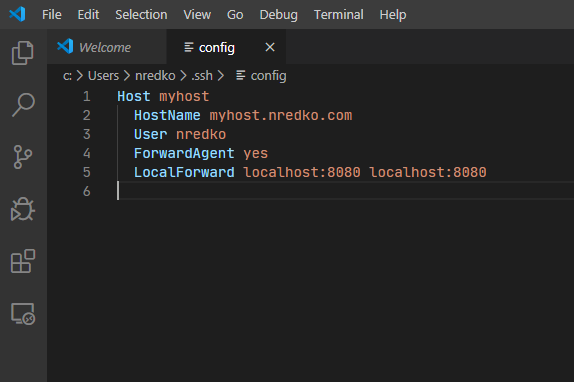 File Edit Selection View Go Debug Terminal Help
Welcome config
c: > Users > nredko > .ssh > config
1 Host myhost
2 HostName myhost.nredko.com
3 User nredko
4 ForwardAgent yes
5 LocalForward localhost:8080 localhost:8080
6